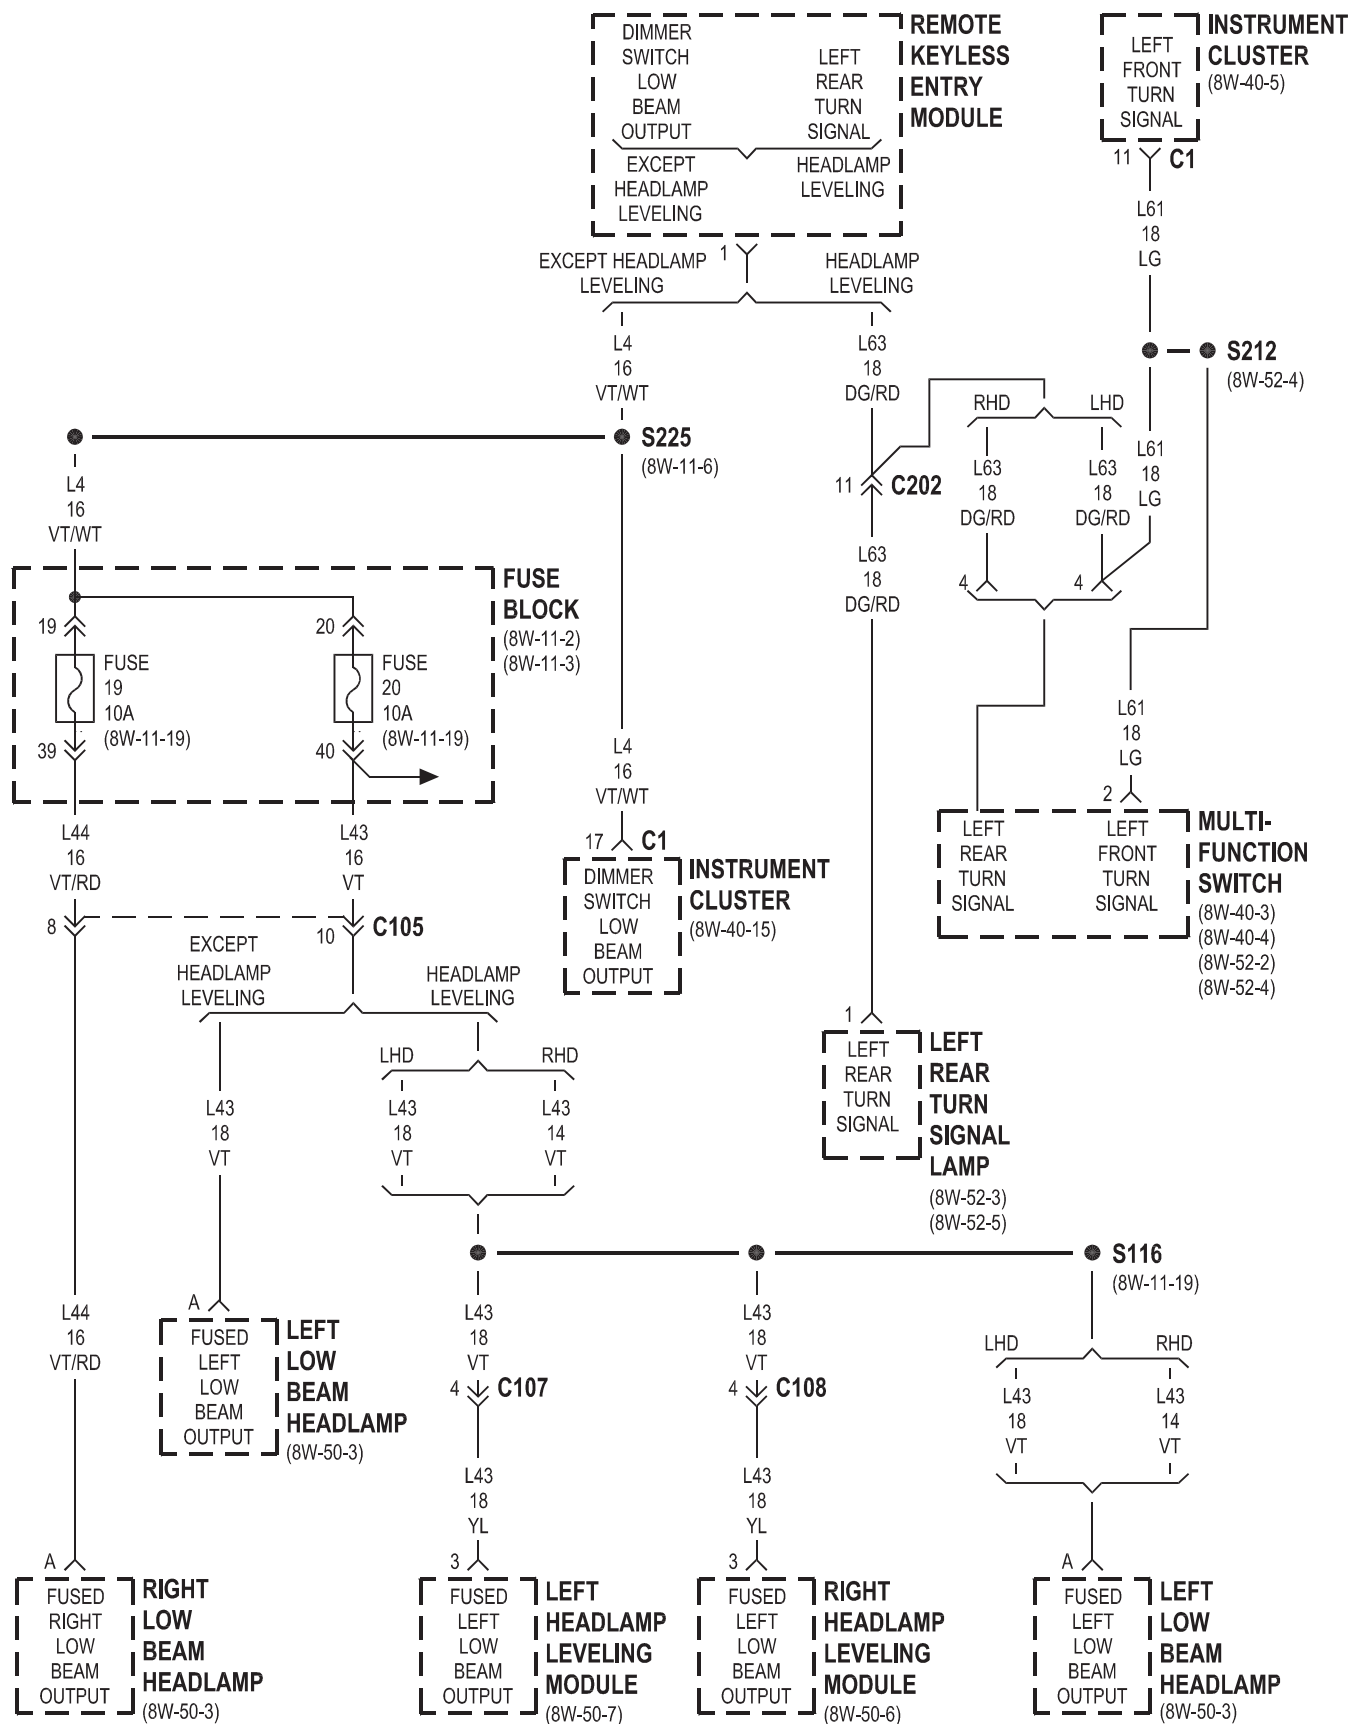 DIMMER
SWITCH
LOW
BEAM
OUTPUT
LEFT
REAR
TURN
SIGNAL
EXCEPT
HEADLAMP
LEVELING
HEADLAMP
LEVELING
REMOTE
KEYLESS
ENTRY
MODULE
LEFT
FRONT
TURN
SIGNAL
INSTRUMENT
CLUSTER
(8W-40-5)
11
C1
L61
18
LG
1
EXCEPT HEADLAMP
LEVELING
HEADLAMP
LEVELING
L4
16
VT/WT
L63
18
DG/RD
S212
(8W-52-4)
RHD
LHD
S225
(8W-11-6)
L4
16
VT/WT
11
C202
L63
18
DG/RD
L63
18
DG/RD
L61
18
LG
L63
18
DG/RD
4
4
FUSE
BLOCK
(8W-11-2)
(8W-11-3)
19
FUSE
19
10A
(8W-11-19)
39
20
FUSE
20
10A
(8W-11-19)
40
L4
16
VT/WT
L61
18
LG
17
C1
DIMMER
SWITCH
LOW
BEAM
OUTPUT
INSTRUMENT
CLUSTER
(8W-40-15)
2
LEFT
REAR
TURN
SIGNAL
LEFT
FRONT
TURN
SIGNAL
MULTI-
FUNCTION
SWITCH
(8W-40-3)
(8W-40-4)
(8W-52-2)
(8W-52-4)
L44
16
VT/RD
L43
16
VT
8
10
C105
EXCEPT
HEADLAMP
LEVELING
HEADLAMP
LEVELING
LHD
RHD
L43
18
VT
L43
18
VT
L43
14
VT
1
LEFT
REAR
TURN
SIGNAL
LEFT
REAR
TURN
SIGNAL
LAMP
(8W-52-3)
(8W-52-5)
S116
(8W-11-19)
L44
16
VT/RD
A
FUSED
LEFT
LOW
BEAM
OUTPUT
LEFT
LOW
BEAM
HEADLAMP
(8W-50-3)
L43
18
VT
4
C107
L43
18
YL
L43
18
VT
4
C108
L43
18
YL
LHD
RHD
L43
18
VT
L43
14
VT
A
FUSED
RIGHT
LOW
BEAM
OUTPUT
RIGHT
LOW
BEAM
HEADLAMP
(8W-50-3)
3
FUSED
LEFT
LOW
BEAM
OUTPUT
LEFT
HEADLAMP
LEVELING
MODULE
(8W-50-7)
3
FUSED
LEFT
LOW
BEAM
OUTPUT
RIGHT
HEADLAMP
LEVELING
MODULE
(8W-50-6)
A
FUSED
LEFT
LOW
BEAM
OUTPUT
LEFT
LOW
BEAM
HEADLAMP
(8W-50-3)